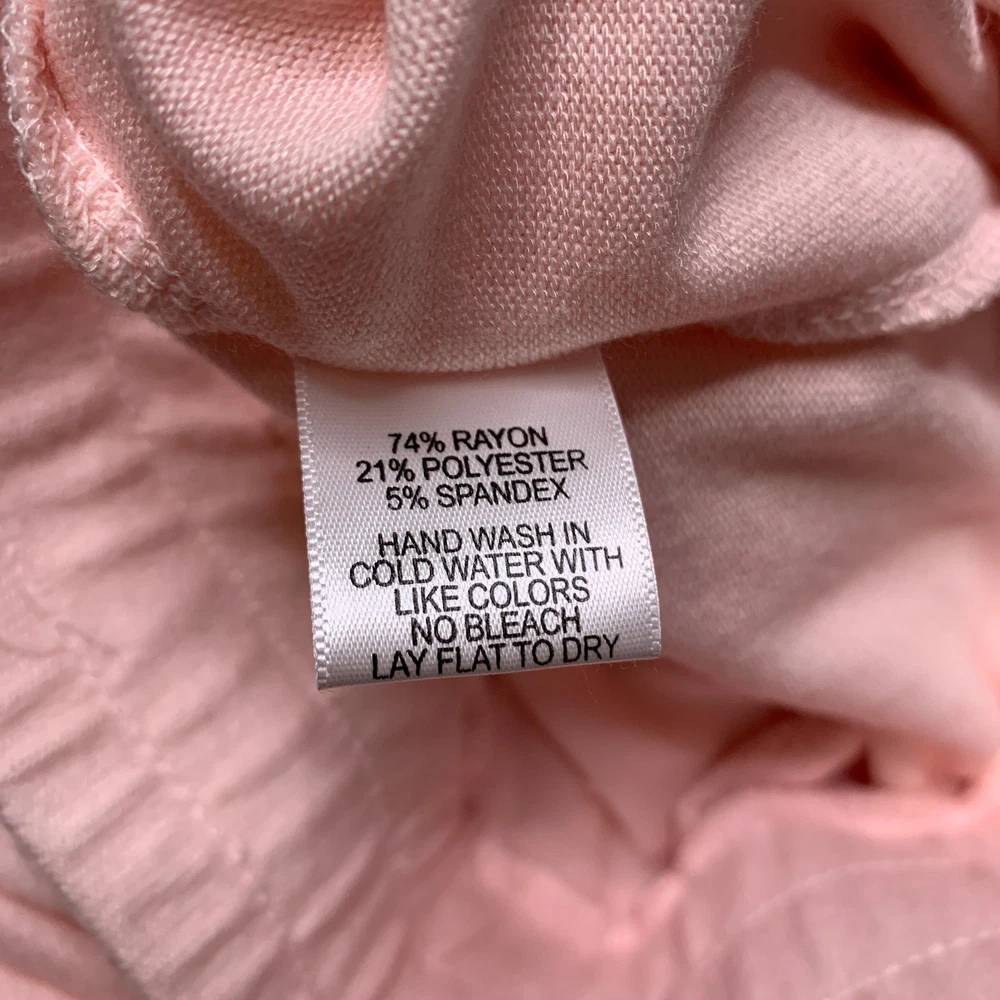 74% RAYON
21% POLYESTER
5% SPANDEX
HAND WASH IN
COLD WATER WITH
LIKE COLORS
NO BLEACH
LAY FLAT TO DRY